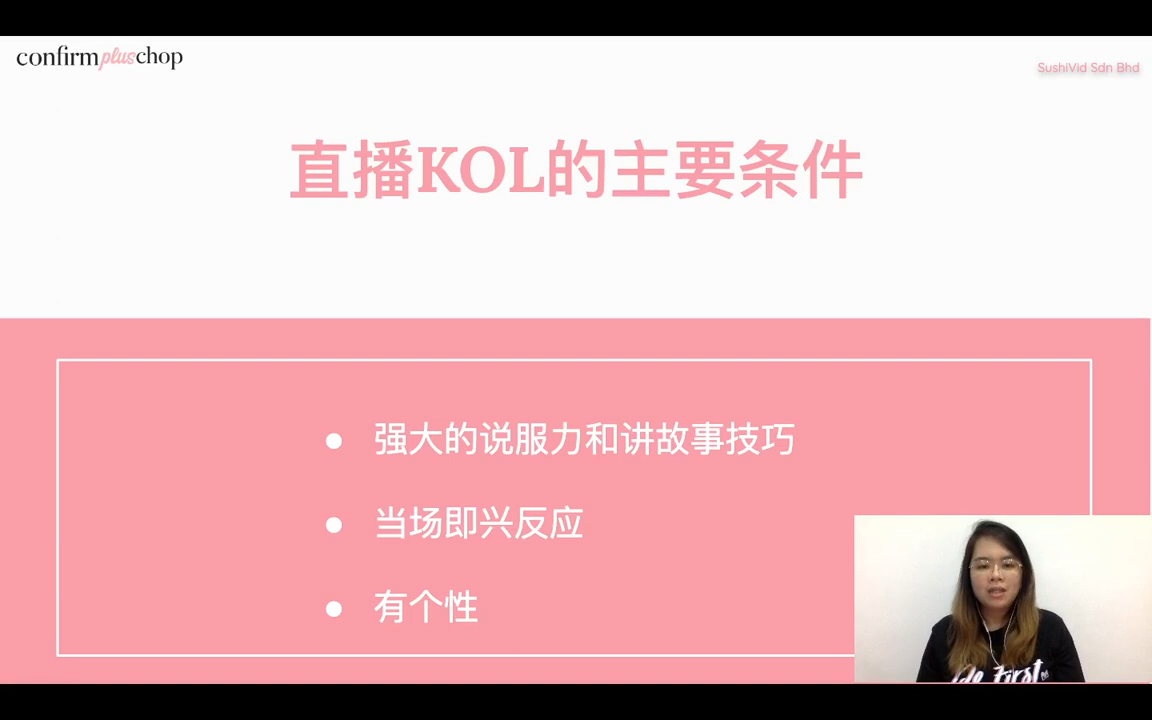 confirmpluschop
SushiVid Sdn Bhd
直播KOL的主要条件
● 强大的说服力和讲故事技巧
● 当场即兴反应
● 有个性
First